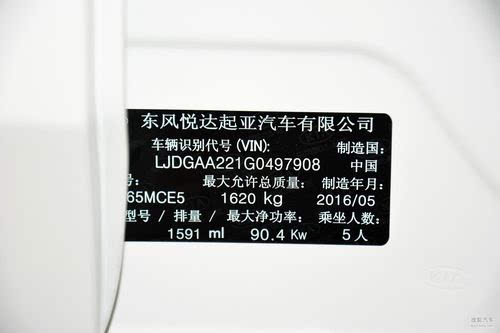 东风悦达起亚汽车有限公司
车辆识别代号(VIN): 制造国:
LJDGAA221G0497908 中国
号: 最大允许总质量: 制造年月:
65MCE5 1620 kg 2016/05
型号 / 排量 / 最大净功率: 乘坐人数:
1591 ml 90.4 Kw 5人